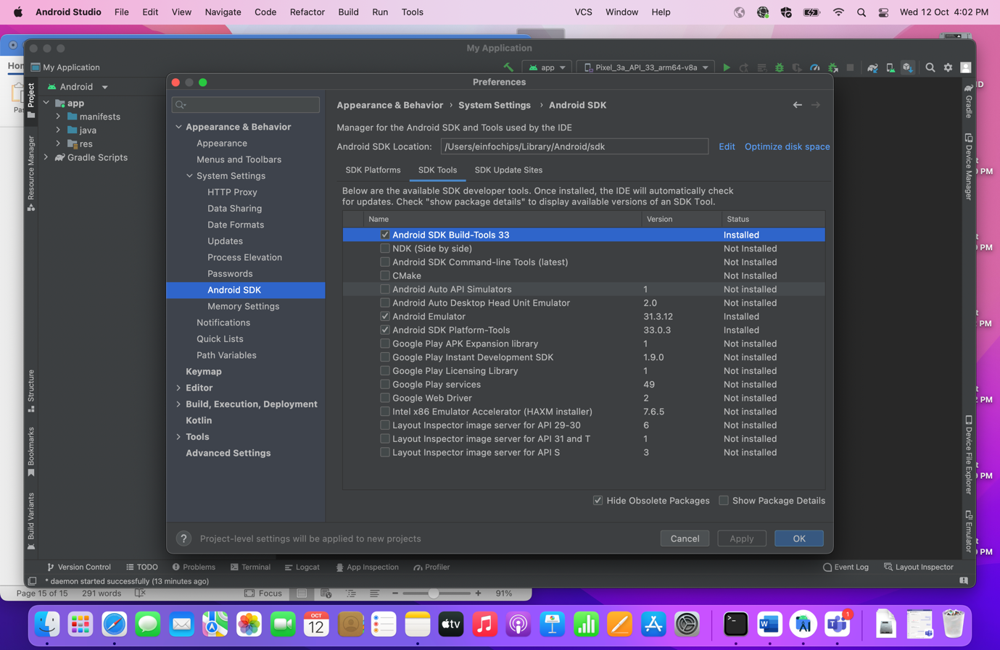 Android Studio File Edit View Navigate Code Refactor Build Run Tools VCS Window Help Wed 12 Oct 4:02 PM
My Application
My Application
app
Pixel_3a_API_33_arm64-v8a
Project
Resource Manager
Structure
Bookmarks
Build Variants
Android
app
manifests
java
res
Gradle Scripts
Preferences
Appearance & Behavior
Appearance
Menus and Toolbars
System Settings
HTTP Proxy
Data Sharing
Date Formats
Updates
Process Elevation
Passwords
Android SDK
Memory Settings
Notifications
Quick Lists
Path Variables
Keymap
Editor
Build, Execution, Deployment
Kotlin
Tools
Advanced Settings
Appearance & Behavior › System Settings › Android SDK
Manager for the Android SDK and Tools used by the IDE
Android SDK Location: /Users/einfochips/Library/Android/sdk Edit Optimize disk space
SDK Platforms SDK Tools SDK Update Sites
Below are the available SDK developer tools. Once installed, the IDE will automatically check
for updates. Check "show package details" to display available versions of an SDK Tool.
Name Version Status
Android SDK Build-Tools 33 Installed
NDK (Side by side) Not Installed
Android SDK Command-line Tools (latest) Not Installed
CMake Not Installed
Android Auto API Simulators 1 Not installed
Android Auto Desktop Head Unit Emulator 2.0 Not installed
Android Emulator 31.3.12 Installed
Android SDK Platform-Tools 33.0.3 Installed
Google Play APK Expansion library 1 Not installed
Google Play Instant Development SDK 1.9.0 Not installed
Google Play Licensing Library 1 Not installed
Google Play services 49 Not installed
Google Web Driver 2 Not installed
Intel x86 Emulator Accelerator (HAXM installer) 7.6.5 Not installed
Layout Inspector image server for API 29-30 6 Not installed
Layout Inspector image server for API 31 and T 1 Not installed
Layout Inspector image server for API S 3 Not installed
Hide Obsolete Packages Show Package Details
? Project-level settings will be applied to new projects
Cancel Apply OK
Gradle
Device Manager
Device File Explorer
Emulator
Version Control TODO Problems Terminal Logcat App Inspection Profiler Event Log Layout Inspector
* daemon started successfully (13 minutes ago)
Page 15 of 15 291 words Focus 91%
OCT
12
tv
1